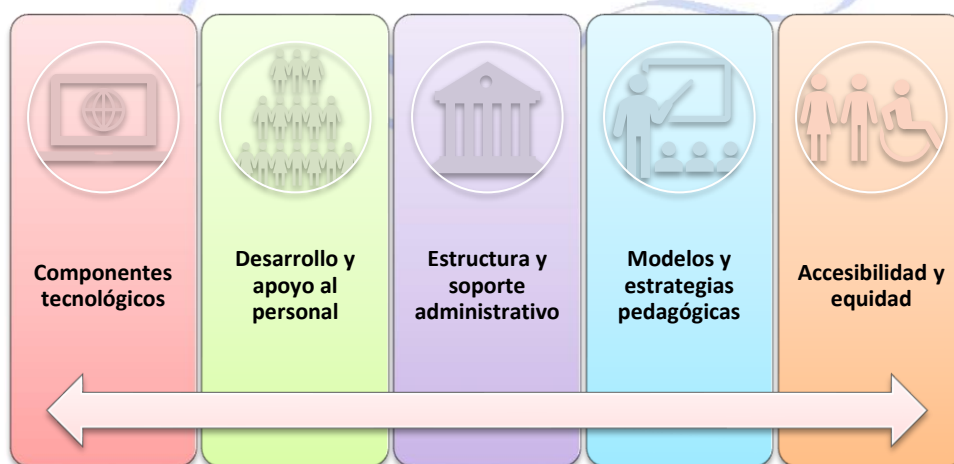 Componentes
tecnológicos
Desarrollo y
apoyo al
personal
Estructura y
soporte
administrativo
Modelos y
estrategias
pedagógicas
Accesibilidad y
equidad